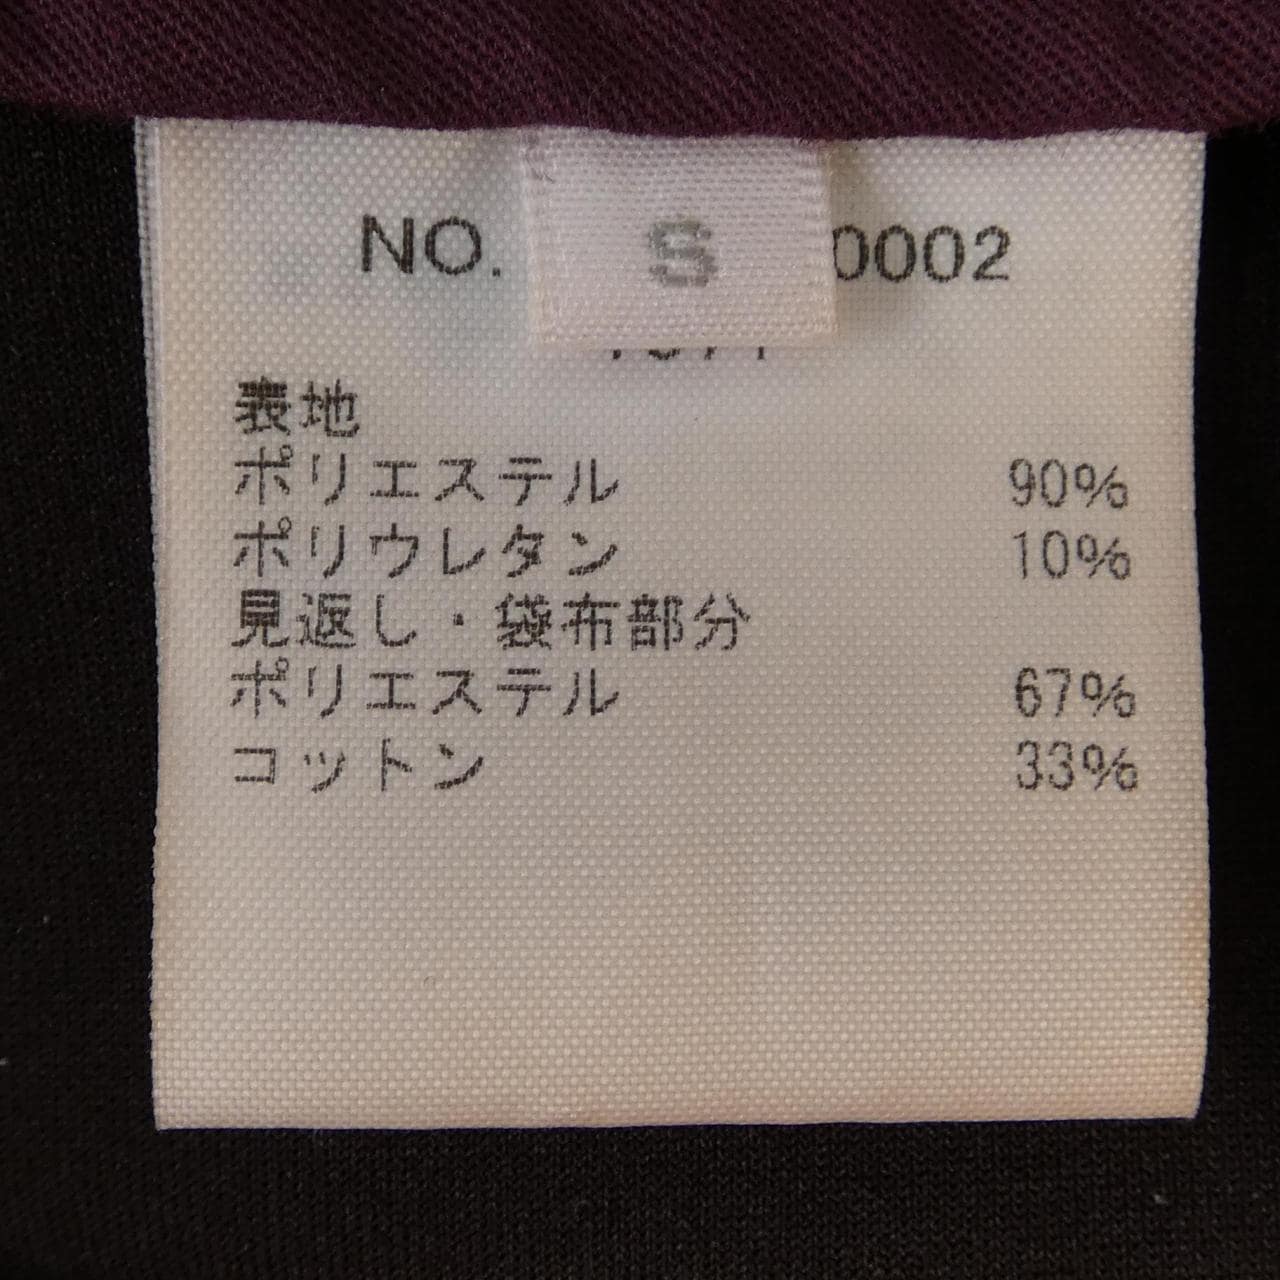 NO. S 0002
表地
ポリエステル 90%
ポリウレタン 10%
見返し・袋布部分
ポリエステル 67%
コットン 33%